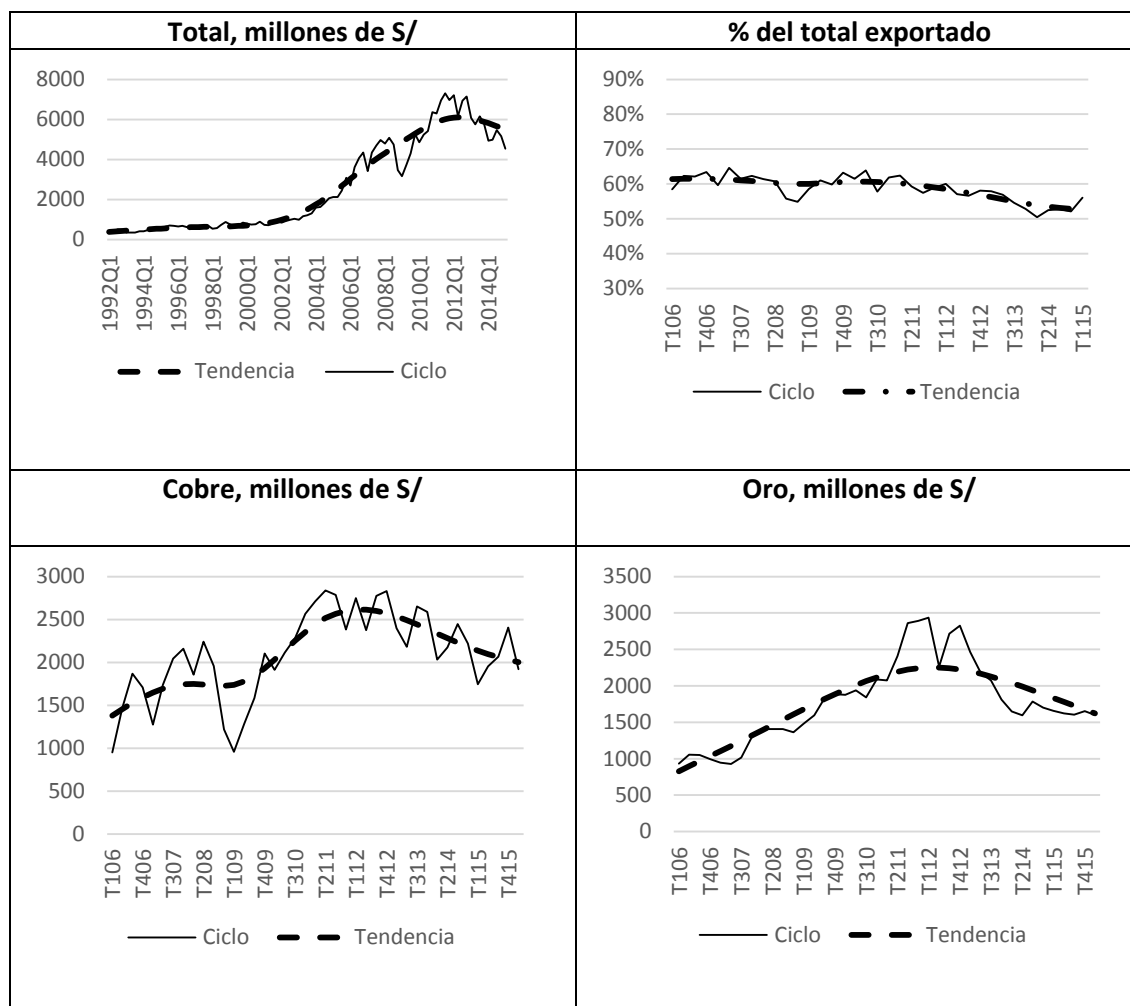 Total, millones de S/
% del total exportado
8000
6000
4000
2000
0
1992Q1
1994Q1
1996Q1
1998Q1
2000Q1
2002Q1
2004Q1
2006Q1
2008Q1
2010Q1
2012Q1
2014Q1
Tendencia Ciclo
90%
80%
70%
60%
50%
40%
30%
T106
T406
T307
T208
T109
T409
T310
T211
T112
T412
T313
T214
T115
Ciclo Tendencia
Cobre, millones de S/
Oro, millones de S/
3000
2500
2000
1500
1000
500
0
T106
T406
T307
T208
T109
T409
T310
T211
T112
T412
T313
T214
T115
T415
Ciclo Tendencia
3500
3000
2500
2000
1500
1000
500
0
T106
T406
T307
T208
T109
T409
T310
T211
T112
T412
T313
T214
T115
T415
Ciclo Tendencia